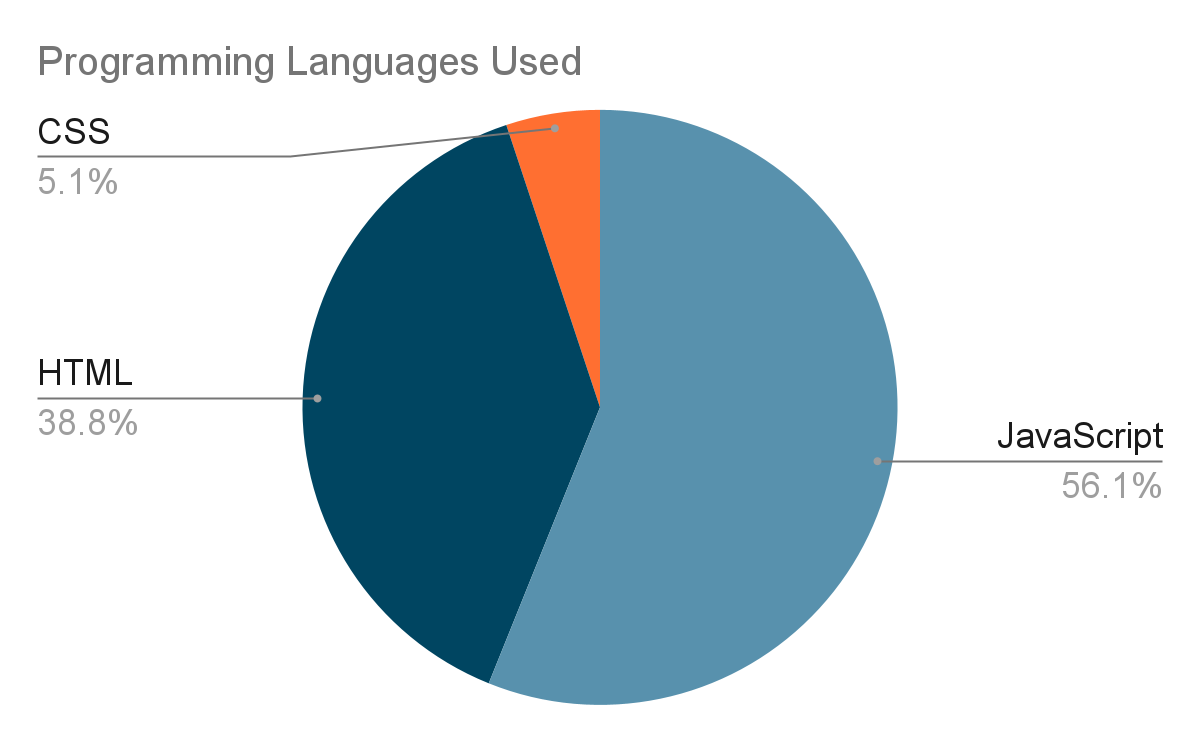 Programming Languages Used
CSS
5.1%
HTML
38.8%
JavaScript
56.1%